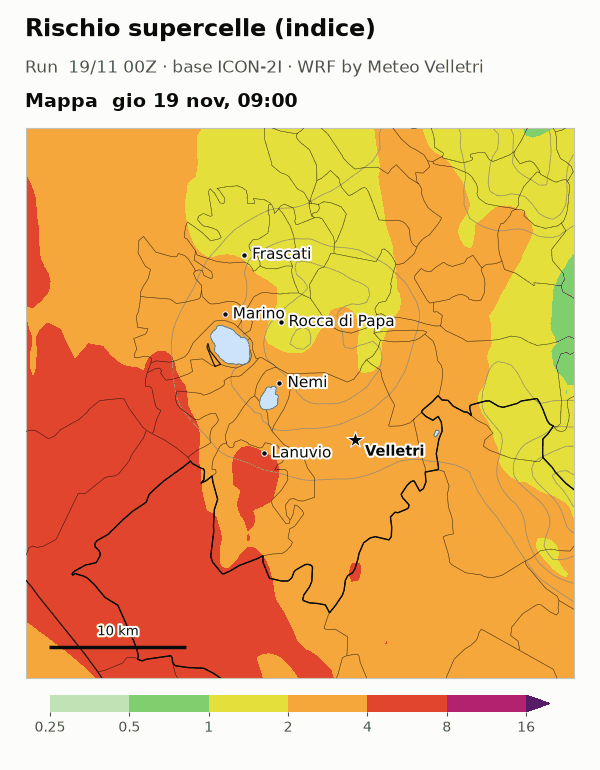 Rischio supercelle (indice)
Run  19/11 00Z · base ICON-2I · WRF by Meteo Velletri
Mappa  gio 19 nov, 09:00
Frascati
Marino
Rocca di Papa
Nemi
Velletri
Lanuvio
10 km
0.25 0.5 1 2 4 8 16